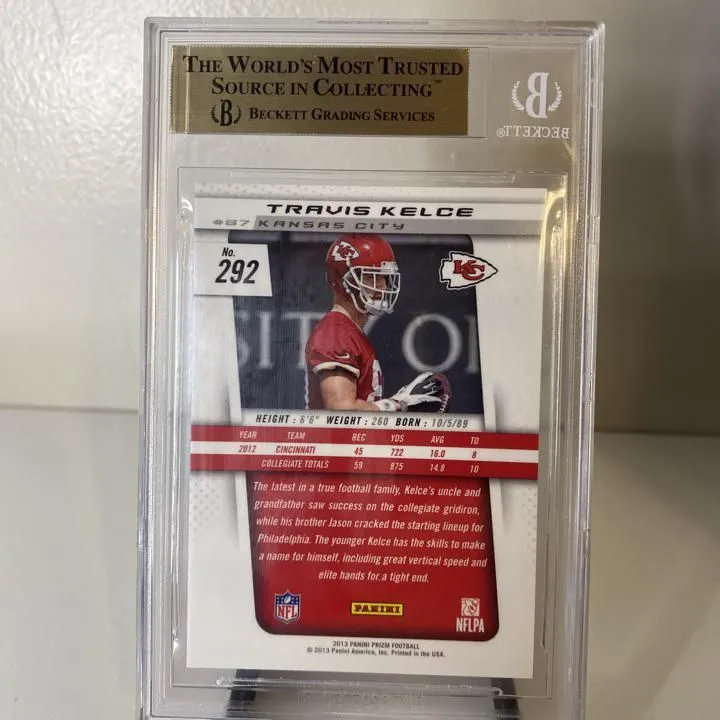 THE WORLD'S MOST TRUSTED
SOURCE IN COLLECTING™
B BECKETT GRADING SERVICES
B
BECKETT®
TRAVIS KELCE
#87 KANSAS CITY
No.
292
KC
KC
SITY O
HEIGHT: 6'6" WEIGHT: 260 BORN: 10/5/89
YEAR TEAM REC YDS AVG TD
2012 CINCINNATI 45 722 16.0 8
COLLEGIATE TOTALS 59 875 14.8 10
The latest in a true football family, Kelce's uncle and
grandfather saw success on the collegiate gridiron,
while his brother Jason cracked the starting lineup for
Philadelphia. The younger Kelce has the skills to make
a name for himself, including great vertical speed and
elite hands for a tight end.
NFL
PANINI
NFLPA
2013 PANINI PRIZM FOOTBALL
© 2013 Panini America, Inc. Printed in the USA.